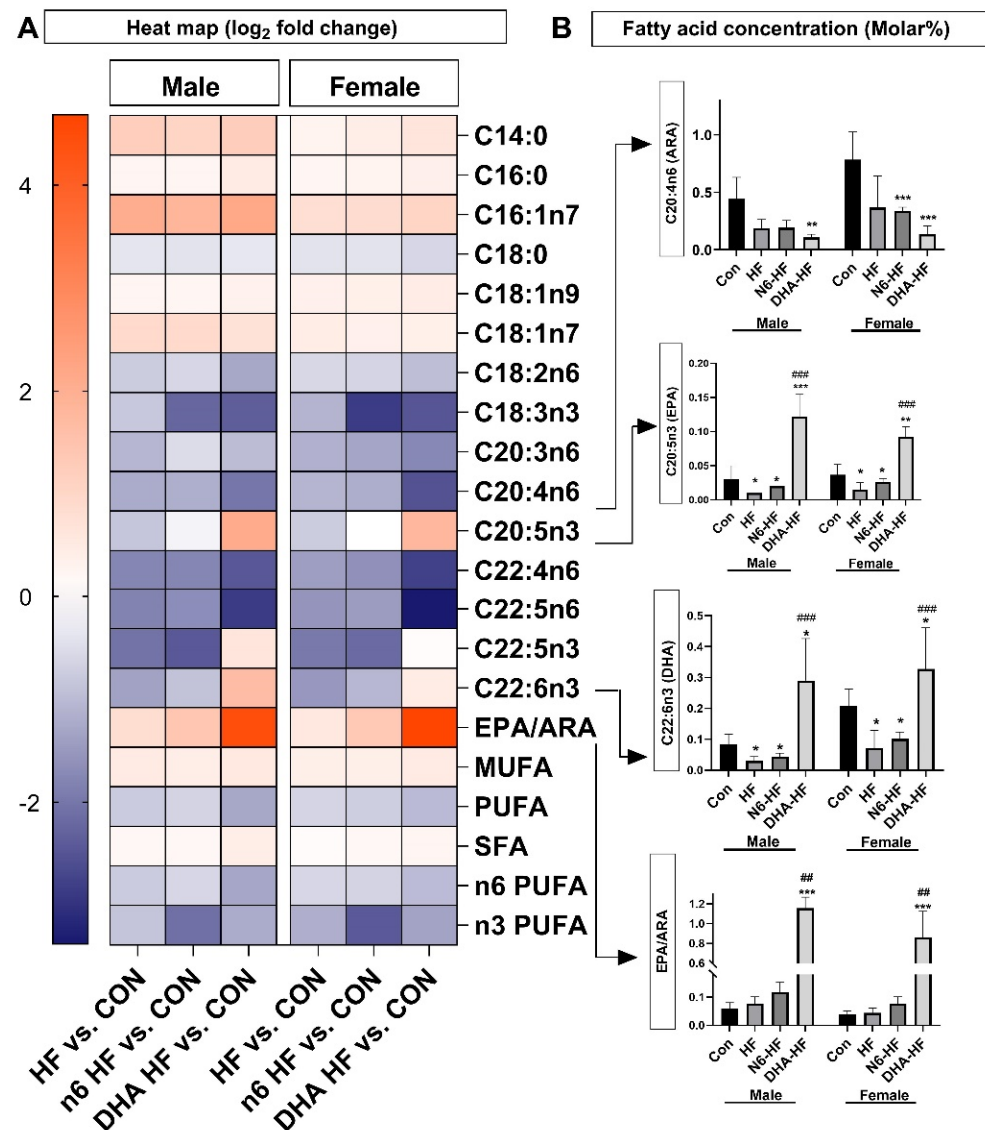 A
Heat map (log₂ fold change)
Male
Female
4
2
0
-2
C14:0
C16:0
C16:1n7
C18:0
C18:1n9
C18:1n7
C18:2n6
C18:3n3
C20:3n6
C20:4n6
C20:5n3
C22:4n6
C22:5n6
C22:5n3
C22:6n3
EPA/ARA
MUFA
PUFA
SFA
n6 PUFA
n3 PUFA
HF vs. CON
n6 HF vs. CON
DHA HF vs. CON
HF vs. CON
n6 HF vs. CON
DHA HF vs. CON
B
Fatty acid concentration (Molar%)
C20:4n6 (ARA)
1.0
0.5
0.0
**
***
***
Con
HF
N6-HF
DHA-HF
Con
HF
N6-HF
DHA-HF
Male
Female
C20:5n3 (EPA)
0.20
0.15
0.10
0.05
0.00
*
*
###
***
*
*
###
**
Con
HF
N6-HF
DHA-HF
Con
HF
N6-HF
DHA-HF
Male
Female
C22:6n3 (DHA)
0.5
0.4
0.3
0.2
0.1
0.0
*
*
###
*
*
*
###
*
Con
HF
N6-HF
DHA-HF
Con
HF
N6-HF
DHA-HF
Male
Female
EPA/ARA
1.2
1.0
0.8
0.6
0.1
0.0
##
***
##
***
Con
HF
N6-HF
DHA-HF
Con
HF
N6-HF
DHA-HF
Male
Female